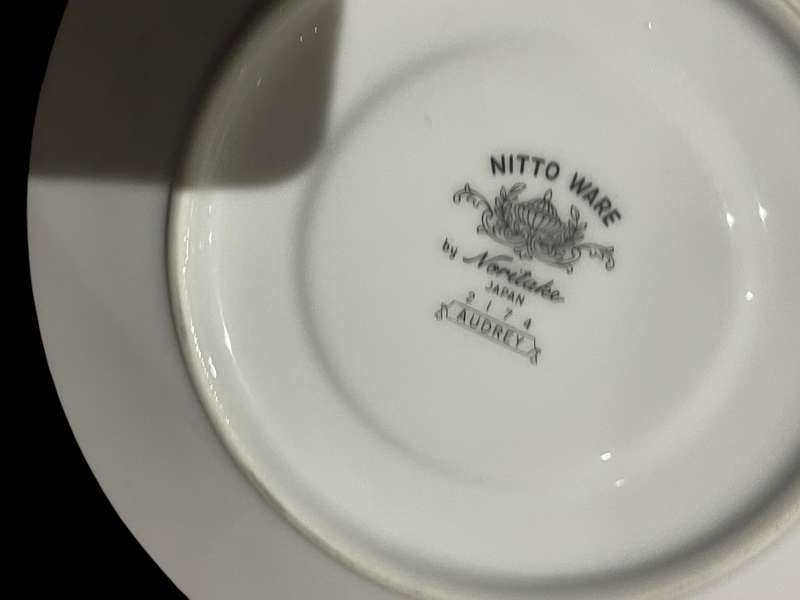 NITTO WARE
by Noritake
JAPAN
2174
AUDREY